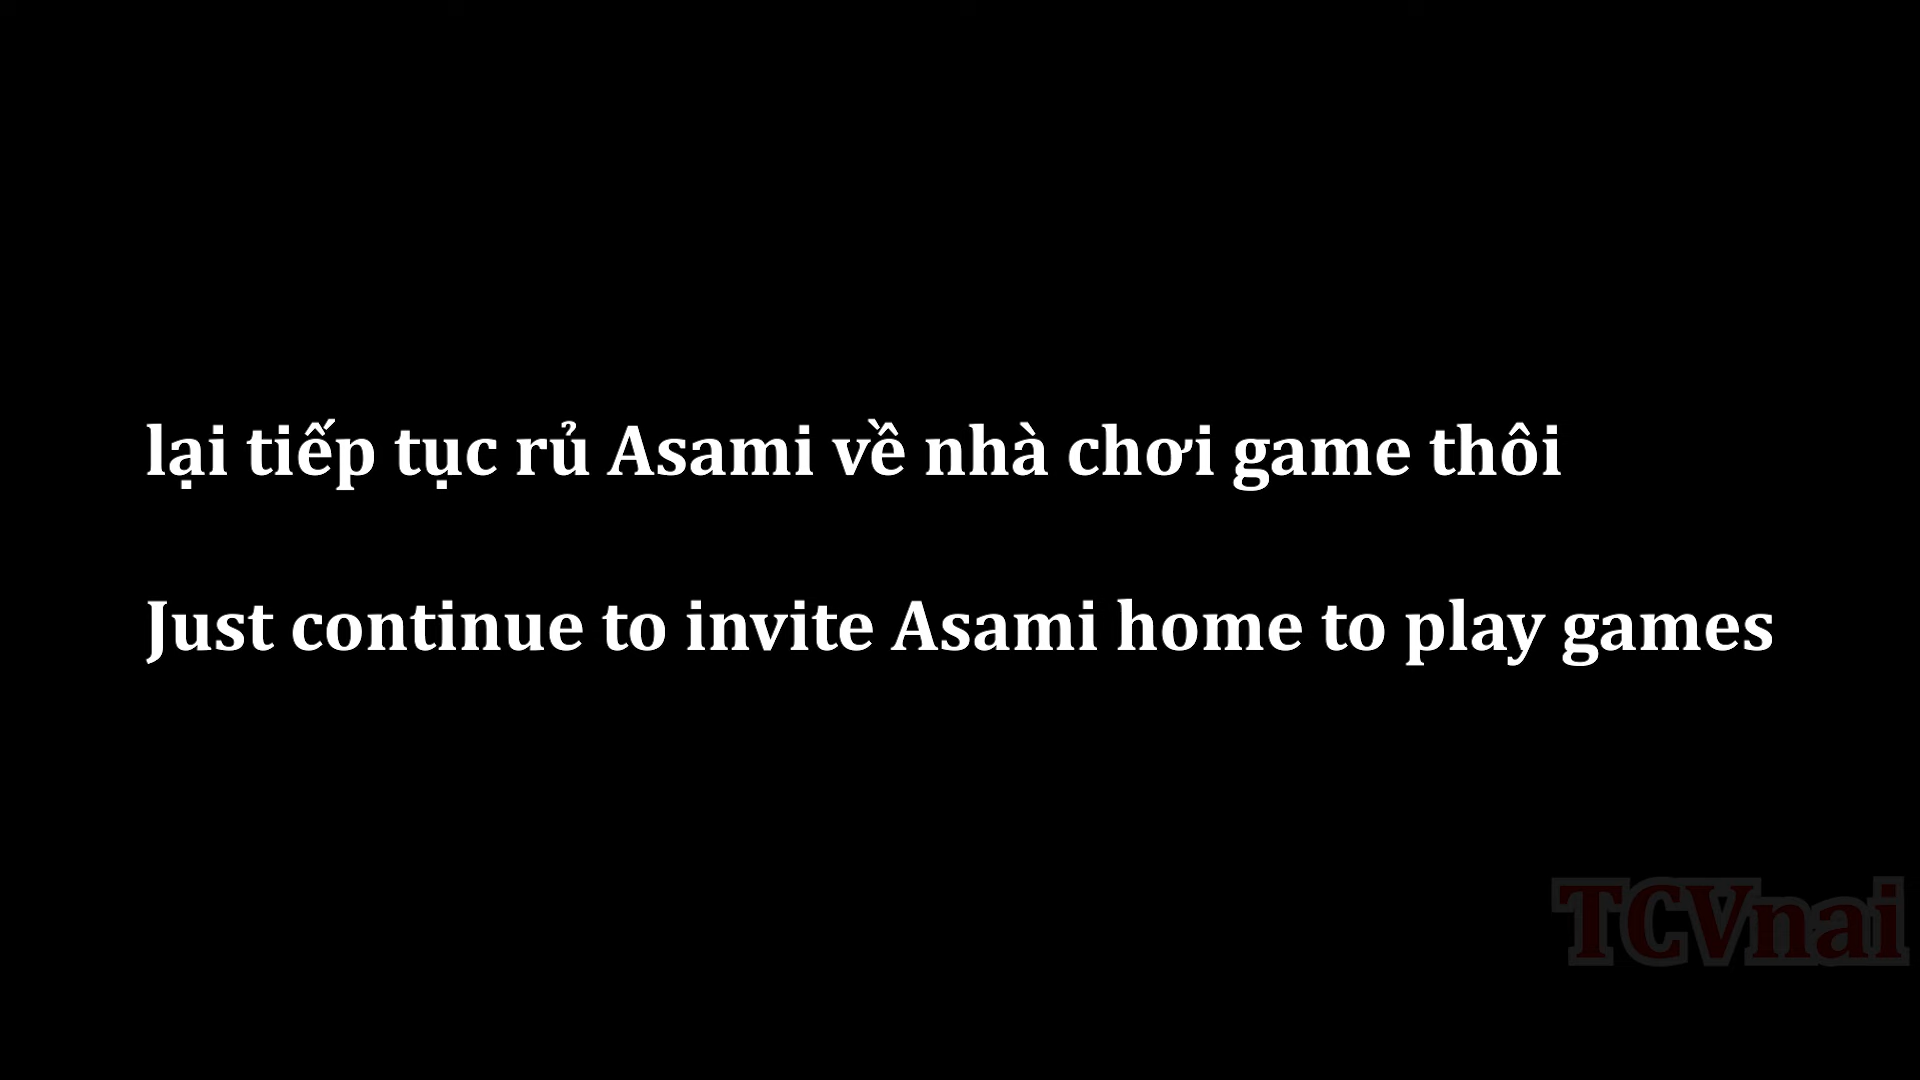 lại tiếp tục rủ Asami về nhà chơi game thôi
Just continue to invite Asami home to play games
TCVnai